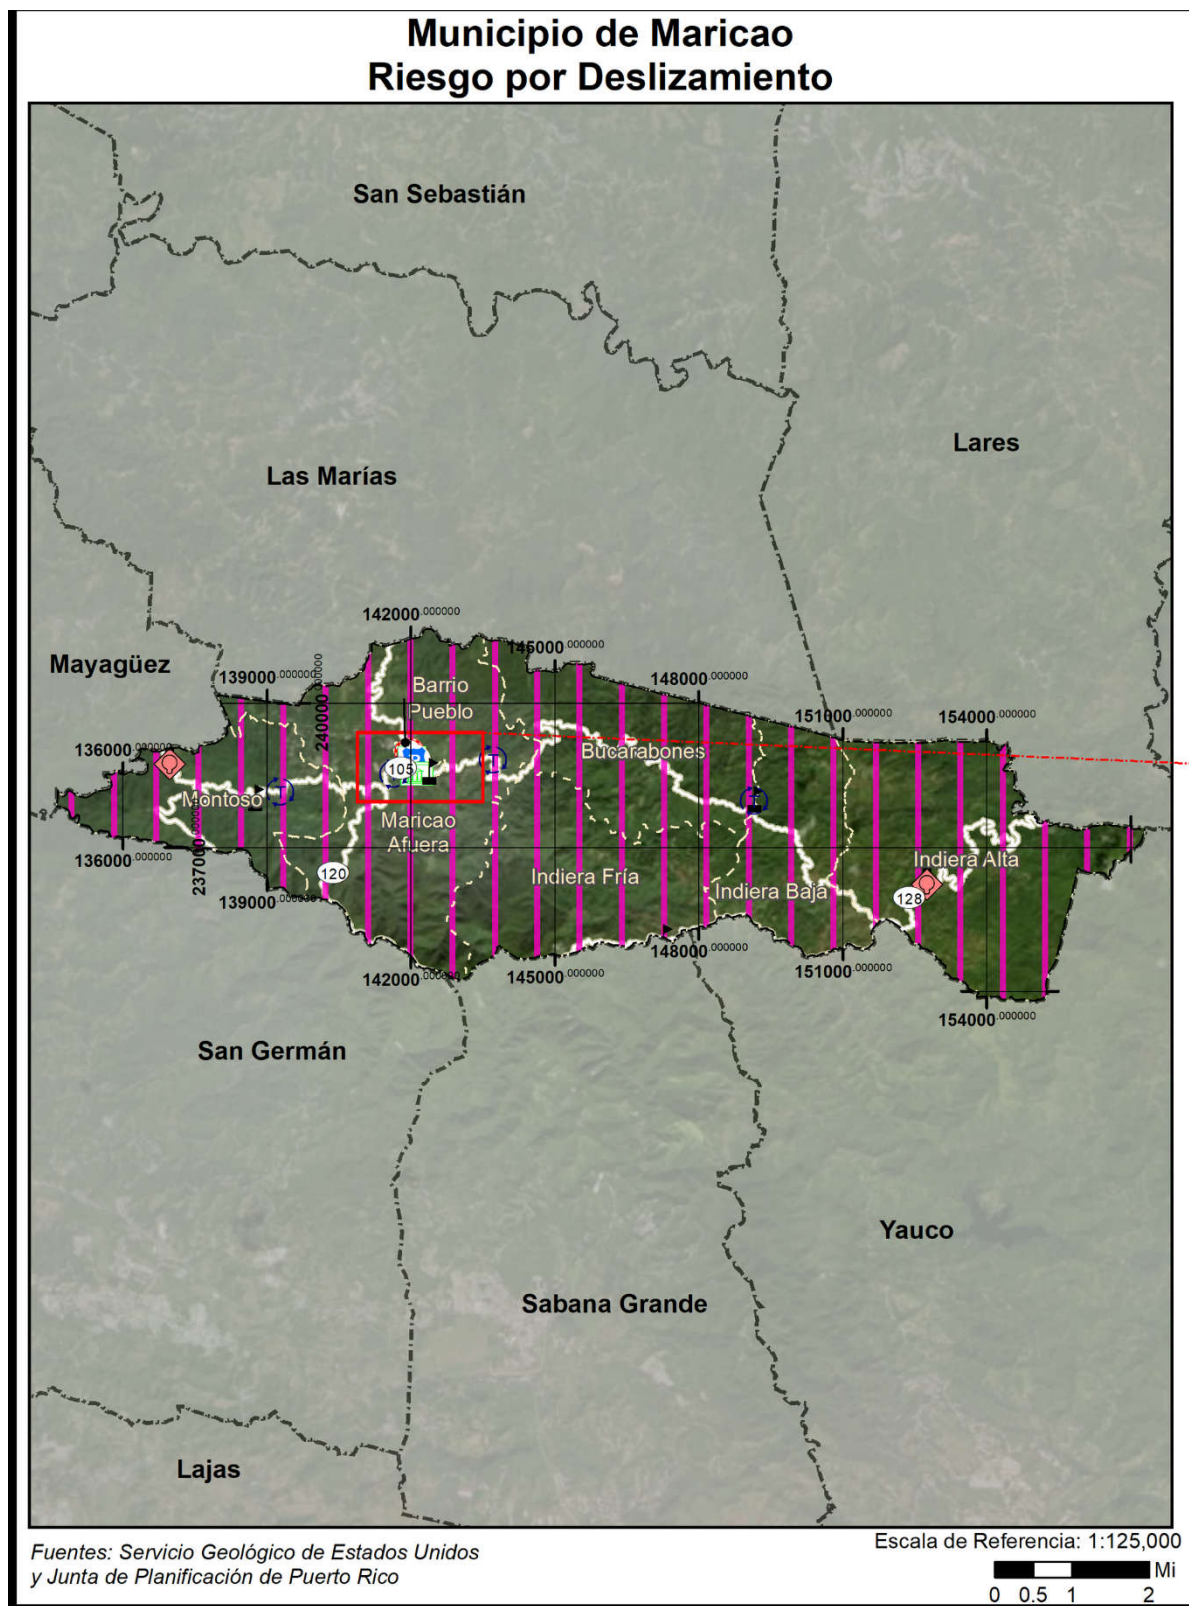 Municipio de Maricao
Riesgo por Deslizamiento
San Sebastián
Lares
Las Marías
Mayagüez
142000.000000
145000.000000
139000.000000
148000.000000
151000.000000
154000.000000
136000.000000
240000.000000
Barrio
Pueblo
Bucarabones
105
Montoso
Maricao
Afuera
Indiera Alta
136000.000000
237000.000000
120
Indiera Fría
Indiera Baja
128
139000.000000
142000.000000
145000.000000
148000.000000
151000.000000
154000.000000
San Germán
Yauco
Sabana Grande
Lajas
Fuentes: Servicio Geológico de Estados Unidos
y Junta de Planificación de Puerto Rico
Escala de Referencia: 1:125,000
Mi
0 0.5 1 2